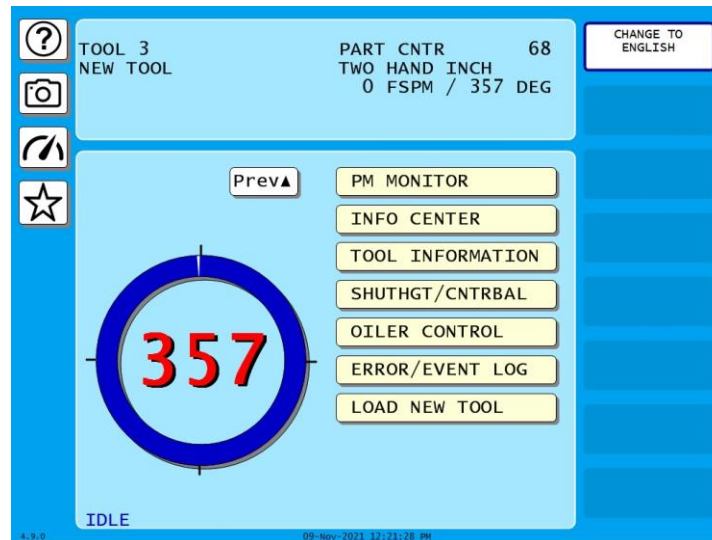 ?
TOOL 3
NEW TOOL
PART CNTR 68
TWO HAND INCH
0 FSPM / 357 DEG
CHANGE TO
ENGLISH
Prev▲
PM MONITOR
INFO CENTER
TOOL INFORMATION
SHUTHGT/CNTRBAL
OILER CONTROL
ERROR/EVENT LOG
LOAD NEW TOOL
357
IDLE
4.9.0
09-Nov-2021 12:21:28 PM